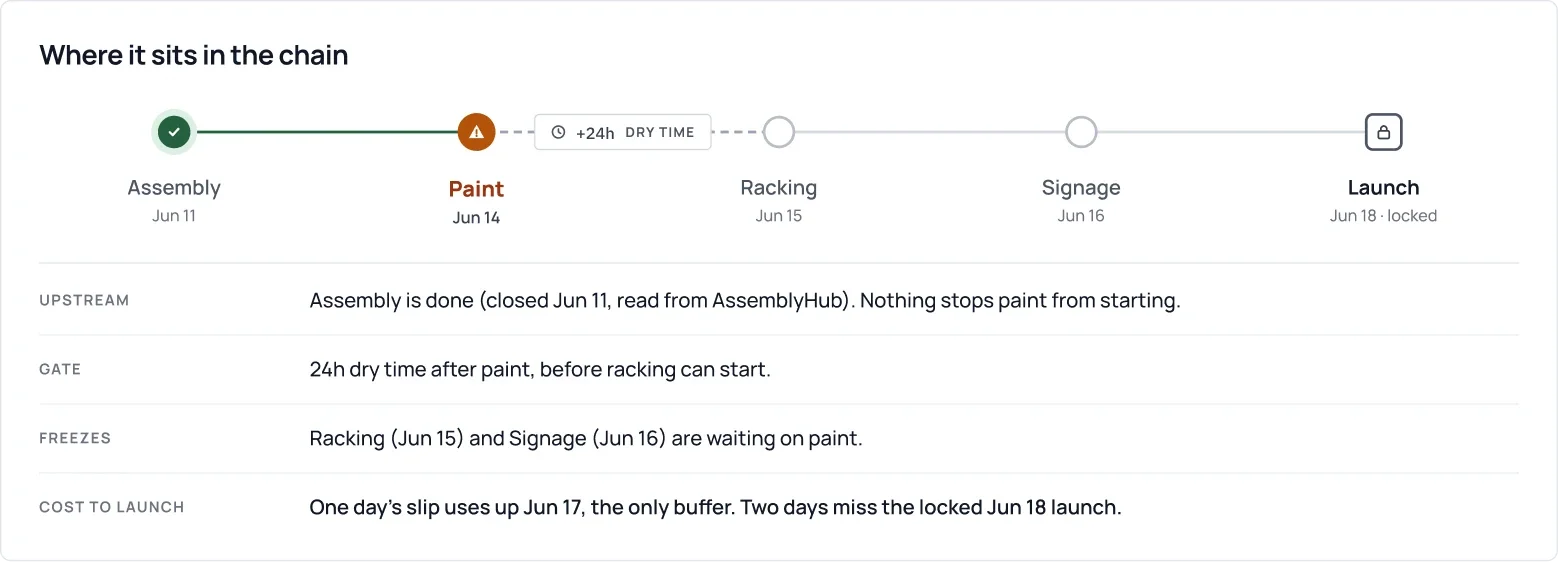 Where it sits in the chain
+24h DRY TIME
Assembly
Paint
Racking
Signage
Launch
Jun 11
Jun 14
Jun 15
Jun 16
Jun 18 · locked
UPSTREAM
Assembly is done (closed Jun 11, read from AssemblyHub). Nothing stops paint from starting.
GATE
24h dry time after paint, before racking can start.
FREEZES
Racking (Jun 15) and Signage (Jun 16) are waiting on paint.
COST TO LAUNCH
One day’s slip uses up Jun 17, the only buffer. Two days miss the locked Jun 18 launch.